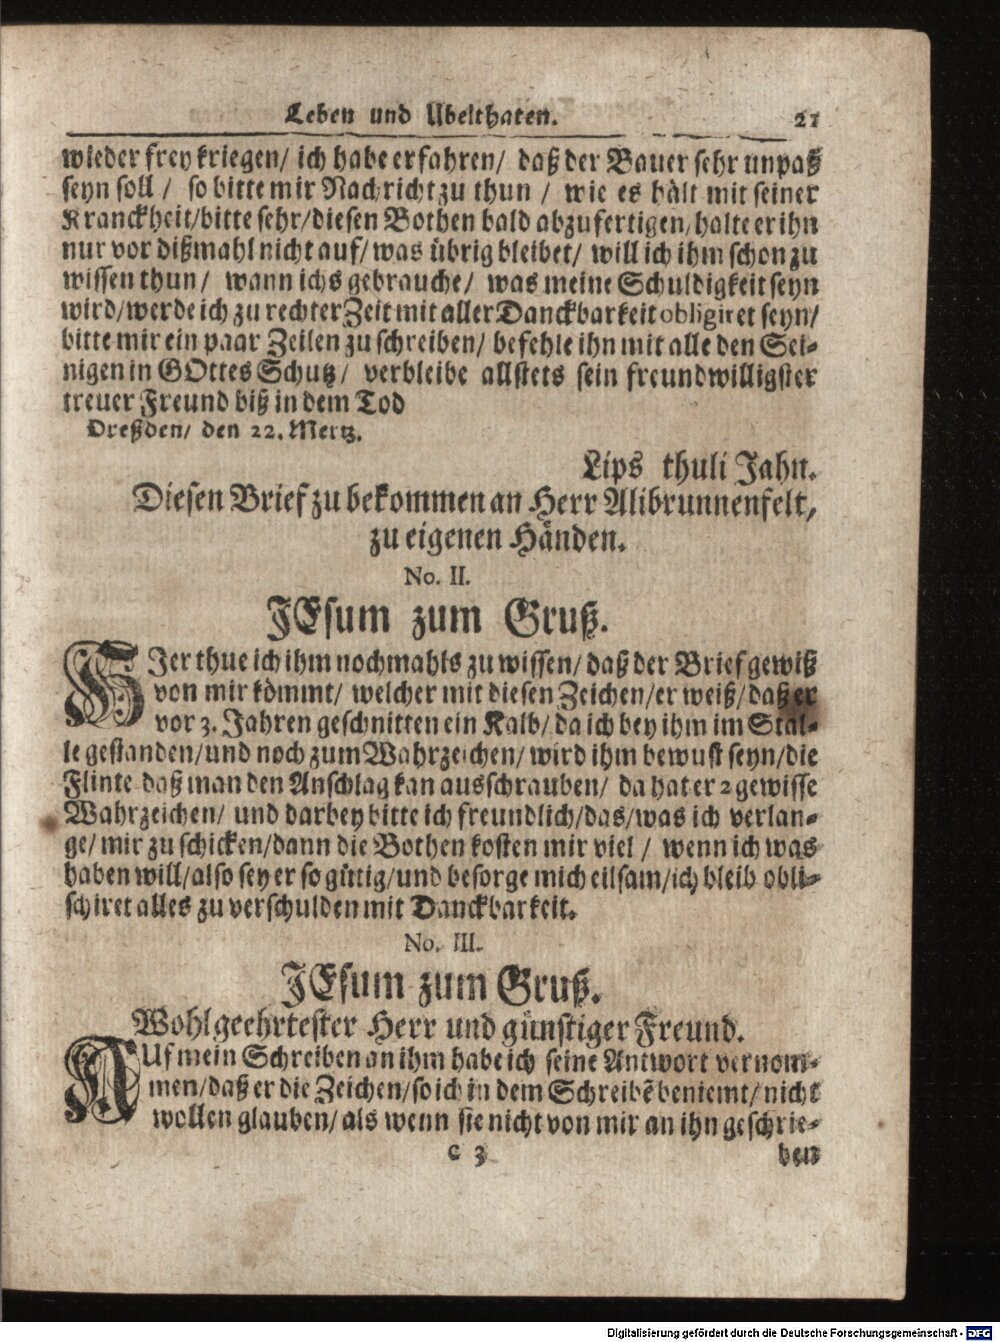 Leben und Ubelthaten. 21
wieder frey kriegen/ ich habe erfahren/ daß der Bauer sehr unpaß
seyn soll / so bitte mir Nachricht zu thun / wie es hält mit seiner
Kranckheit/bitte sehr/diesen Bothen bald abzufertigen/halte er ihn
nur vor dißmahl nicht auf/was übrig bleibet/ will ich ihm schon zu
wissen thun/ wann ichs gebrauche/ was meine Schuldigkeit seyn
wird/werde ich zu rechter Zeit mit aller Danckbarkeit obligiret seyn/
bitte mir ein paar Zeilen zu schreiben/ befehle ihn mit alle den Sei-
nigen in GOttes Schutz/ verbleibe allstets sein freundwilligster
treuer Freund biß in dem Tod
Dreßden/ den 22. Mertz.
Lips thuli Jahn.
Diesen Brief zu bekommen an Herr Alibrunnenfelt,
zu eigenen Händen.
No. II.
JEsum zum Gruß.
HJer thue ich ihm nochmahls zu wissen/daß der Brief gewiß
von mir kömmt/ welcher mit diesen Zeichen/er weiß/daß er
vor 3. Jahren geschnitten ein Kalb/da ich bey ihm im Stal-
le gestanden/und noch zum Wahrzeichen/wird ihm bewust seyn/die
Flinte daß man den Anschlag kan ausschrauben/ da hat er 2 gewisse
Wahrzeichen/ und darbey bitte ich freundlich/das/was ich verlan-
ge/mir zu schicken/dann die Bothen kosten mir viel / wenn ich was
haben will/also sey er so gütig/und besorge mich eilsam/ich bleib obli-
schiret alles zu verschulden mit Danckbarkeit.
No. III.
JEsum zum Gruß.
Wohlgeehrtester Herr und günstiger Freund.
AUf mein Schreiben an ihm habe ich seine Antwort vernom-
men/daß er die Zeichen/so ich in dem Schreibẽ beniemt/nicht
wollen glauben/als wenn sie nicht von mir an ihn geschrie-
C 3 ben
Digitalisierung gefördert durch die Deutsche Forschungsgemeinschaft - DFG